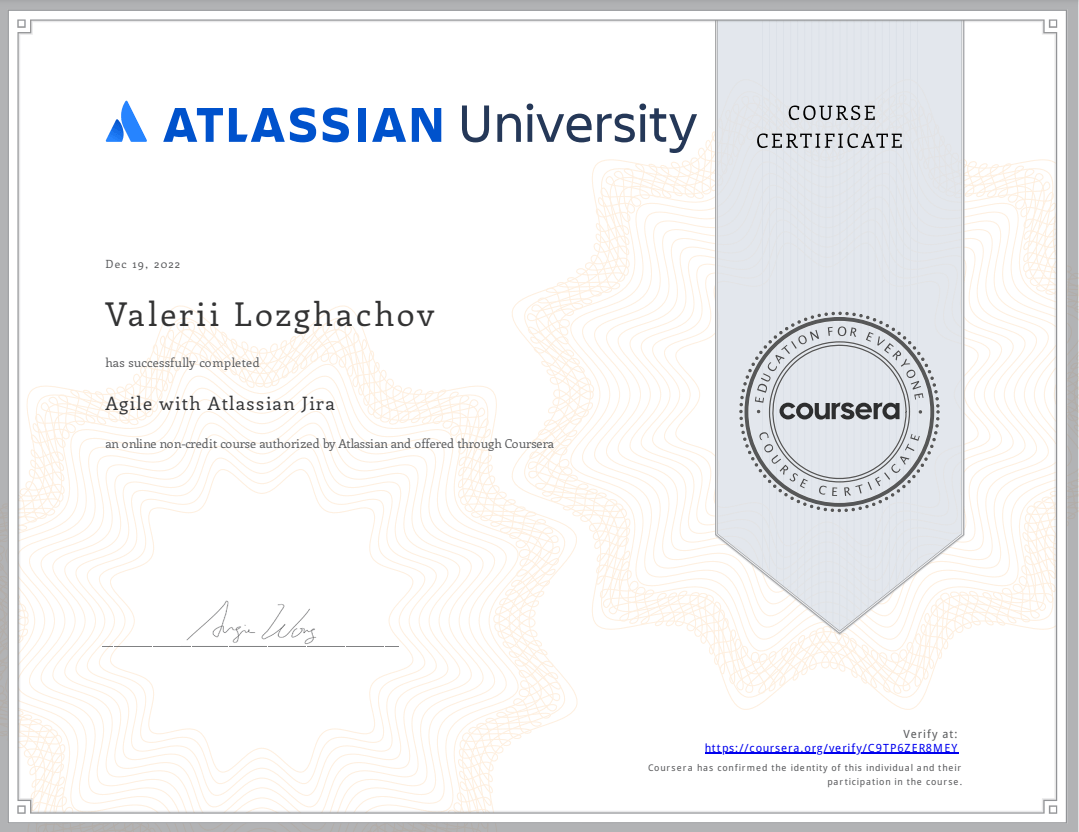 ATLASSIAN University
COURSE
CERTIFICATE
Dec 19, 2022
Valerii Lozghachov
has successfully completed
Agile with Atlassian Jira
an online non-credit course authorized by Atlassian and offered through Coursera
EDUCATION FOR EVERYONE
coursera
COURSE CERTIFICATE
Angie Wong
Verify at:
https://coursera.org/verify/C9TP6ZER8MEY
Coursera has confirmed the identity of this individual and their
participation in the course.